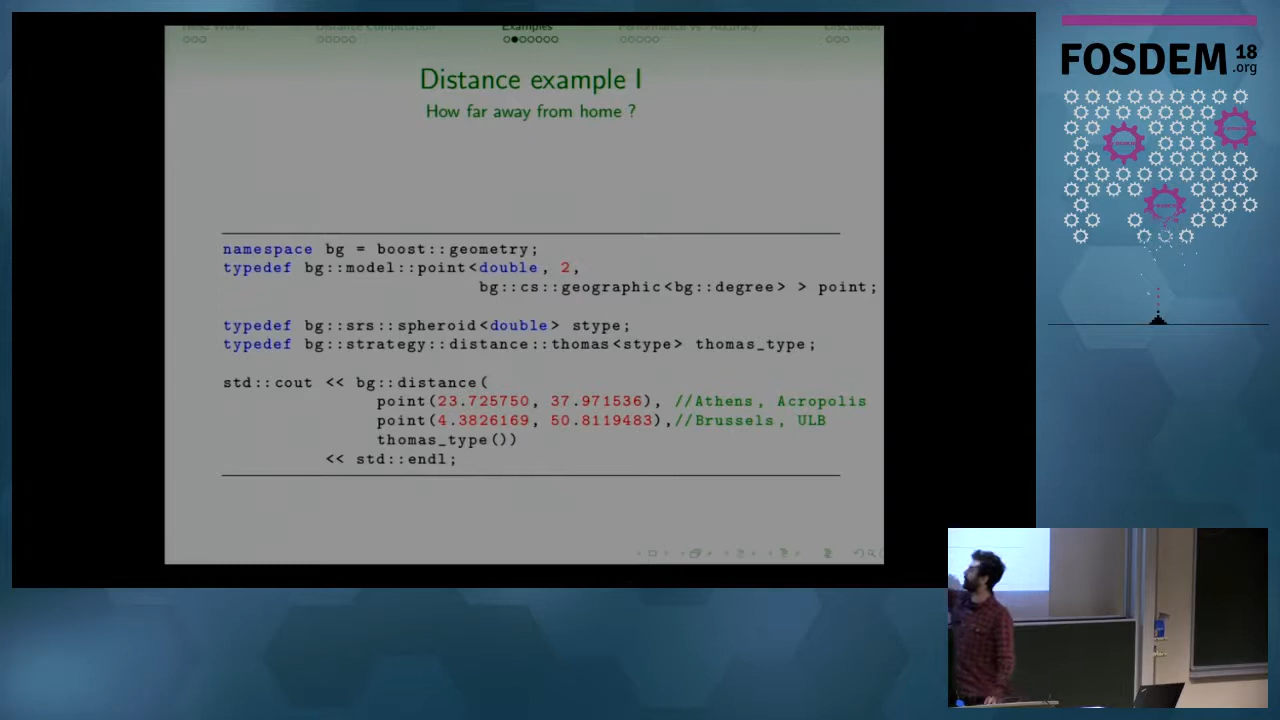 Examples
Distance example I
How far away from home ?
namespace bg = boost::geometry;
typedef bg::model::point<double, 2,
bg::cs::geographic<bg::degree> > point;
typedef bg::srs::spheroid<double> stype;
typedef bg::strategy::distance::thomas<stype> thomas_type;
std::cout << bg::distance(
point(23.725750, 37.971536), //Athens, Acropolis
point(4.3826169, 50.8119483),//Brussels, ULB
thomas_type())
<< std::endl;
FOSDEM 18
.org